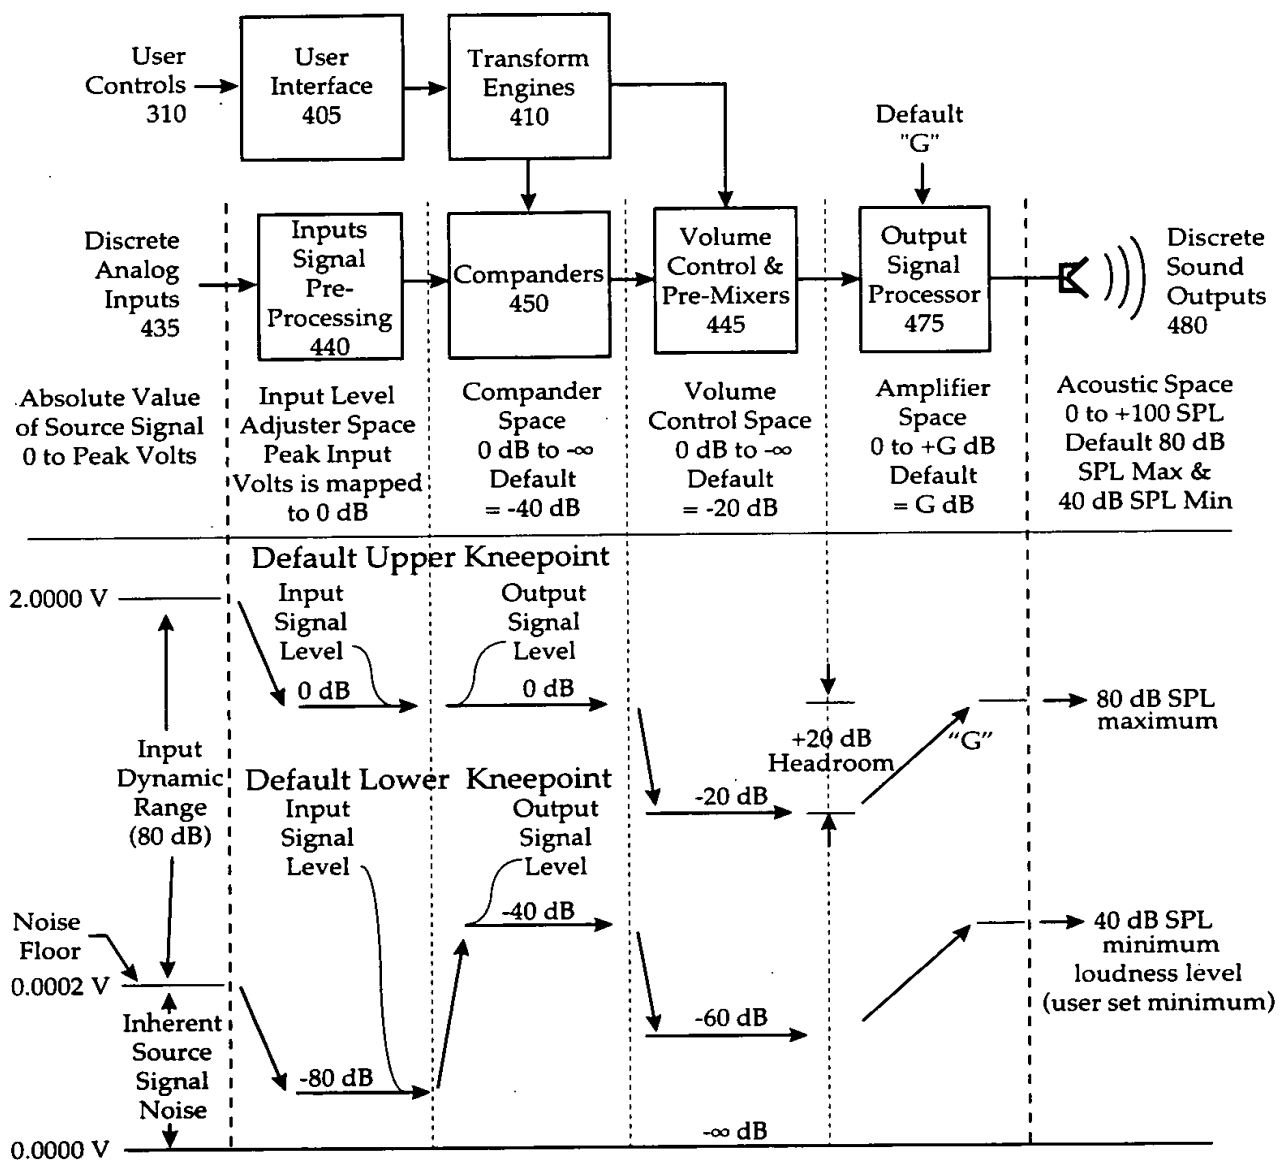 User
Controls
310
User
Interface
405
Transform
Engines
410
Default
"G"
Discrete
Analog
Inputs
435
Inputs
Signal
Pre-
Processing
440
Companders
450
Volume
Control &
Pre-Mixers
445
Output
Signal
Processor
475
Discrete
Sound
Outputs
480
Absolute Value
of Source Signal
0 to Peak Volts
Input Level
Adjuster Space
Peak Input
Volts is mapped
to 0 dB
Compander
Space
0 dB to -∞
Default
= -40 dB
Volume
Control Space
0 dB to -∞
Default
= -20 dB
Amplifier
Space
0 to +G dB
Default
= G dB
Acoustic Space
0 to +100 SPL
Default 80 dB
SPL Max &
40 dB SPL Min
Default Upper Kneepoint
2.0000 V
Input
Signal
Level
0 dB
Output
Signal
Level
0 dB
80 dB SPL
maximum
+20 dB
Headroom
"G"
Input
Dynamic
Range
(80 dB)
Default Lower Kneepoint
-20 dB
Input
Signal
Level
Output
Signal
Level
-40 dB
Noise
Floor
40 dB SPL
minimum
loudness level
(user set minimum)
0.0002 V
-60 dB
Inherent
Source
Signal
Noise
-80 dB
-∞ dB
0.0000 V